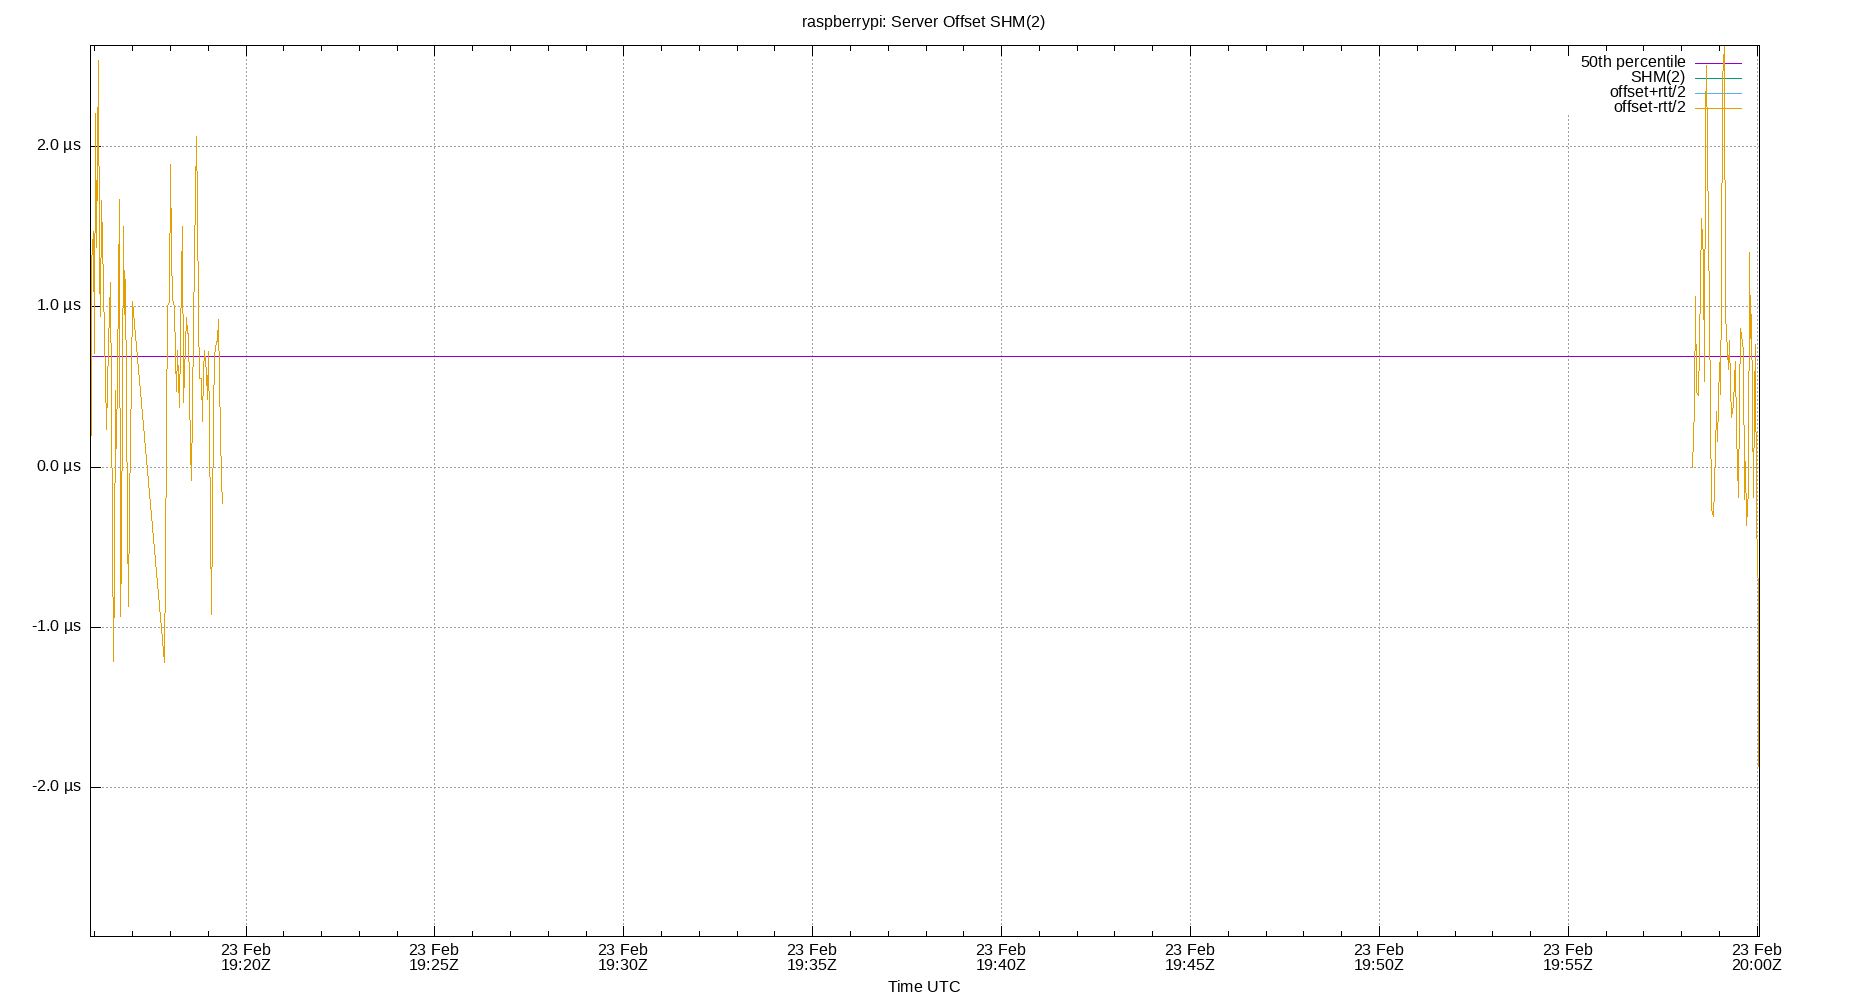 raspberrypi: Server Offset SHM(2)
50th percentile
SHM(2)
offset+rtt/2
offset-rtt/2
2.0 µs
1.0 µs
0.0 µs
-1.0 µs
-2.0 µs
23 Feb 23 Feb 23 Feb 23 Feb 23 Feb 23 Feb 23 Feb 23 Feb 23 Feb
19:20Z 19:25Z 19:30Z 19:35Z 19:40Z 19:45Z 19:50Z 19:55Z 20:00Z
Time UTC